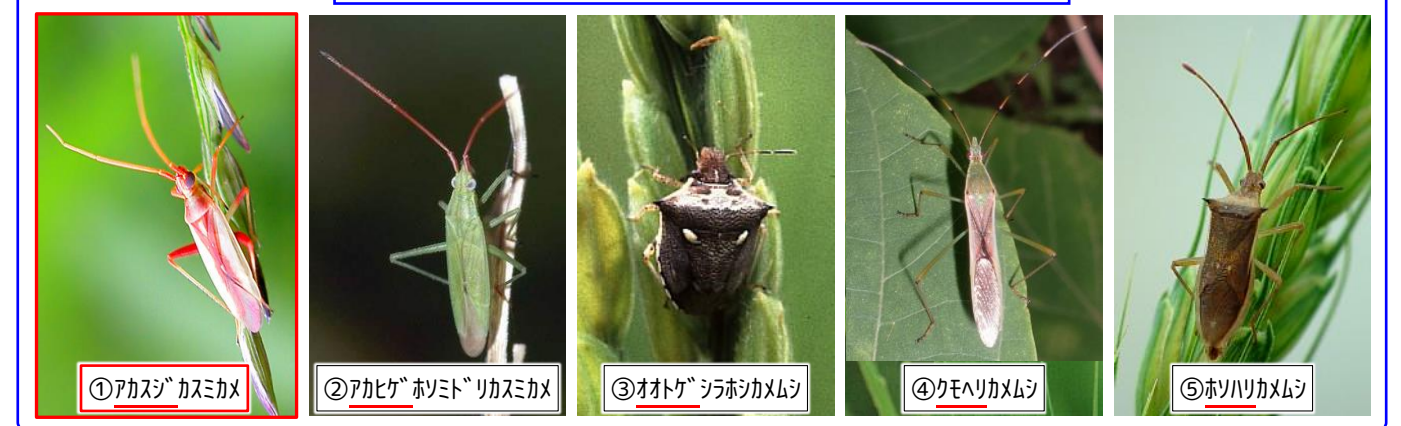 ①ｱｶｽｼﾞｶｽﾐｶﾒ
②ｱｶﾋｹﾞﾎｿﾐﾄﾞﾘｶｽﾐｶﾒ
③ｵｵﾄｹﾞｼﾗﾎｼｶﾒﾑｼ
④ｸﾓﾍﾘｶﾒﾑｼ
⑤ﾎｿﾊﾘｶﾒﾑｼ